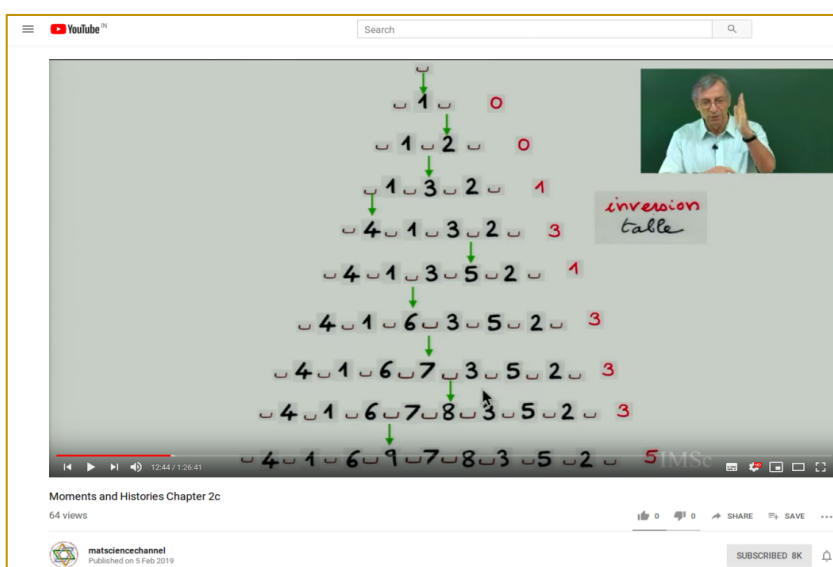 YouTube IN
Search
1 0
1 2 0
1 3 2 1
inversion
table
4 1 3 2 3
4 1 3 5 2 1
4 1 6 3 5 2 3
4 1 6 7 3 5 2 3
4 1 6 7 8 3 5 2 3
4 1 6 9 7 8 3 5 2 5
IMSc
12:44 / 1:26:41
HD
Moments and Histories Chapter 2c
64 views
0 0 SHARE SAVE
matsciencechannel
Published on 5 Feb 2019
SUBSCRIBED 8K